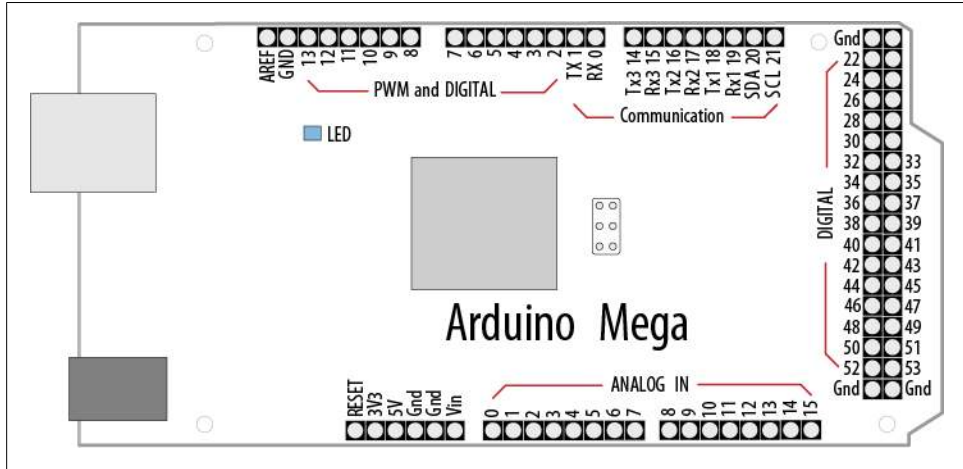 AREF GND 13 12 11 10 9 8 7 6 5 4 3 2 TX 1 RX 0 Tx3 14 Rx3 15 Tx2 16 Rx2 17 Tx1 18 Rx1 19 SDA 20 SCL 21
PWM and DIGITAL
Communication
LED
Gnd
22
24
26
28
30
32 33
34 35
36 37
38 39
40 41
42 43
44 45
46 47
48 49
50 51
52 53
Gnd Gnd
DIGITAL
Arduino Mega
ANALOG IN
RESET 3V3 5V Gnd Gnd Vin 0 1 2 3 4 5 6 7 8 9 10 11 12 13 14 15